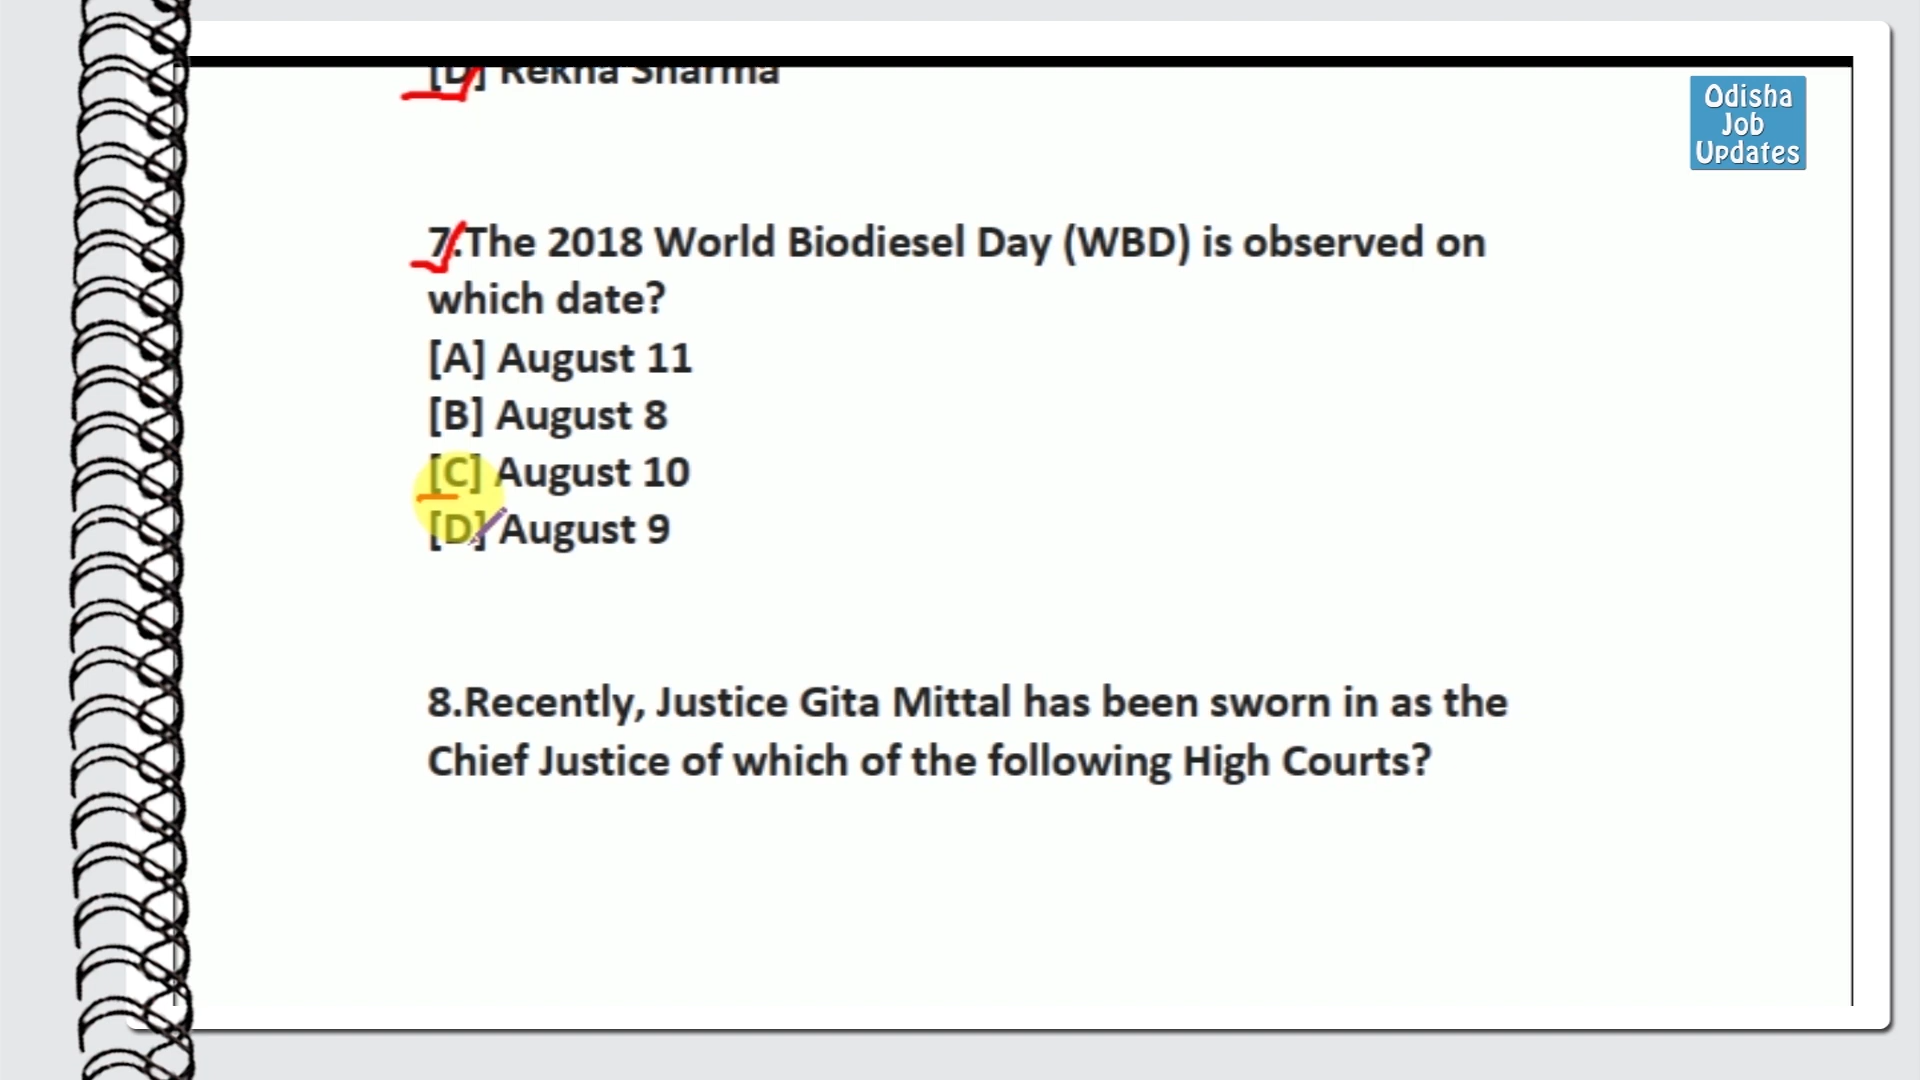 [D] Rekha Sharma
Odisha
Job
Updates
7.The 2018 World Biodiesel Day (WBD) is observed on
which date?
[A] August 11
[B] August 8
[C] August 10
[D] August 9
8.Recently, Justice Gita Mittal has been sworn in as the
Chief Justice of which of the following High Courts?